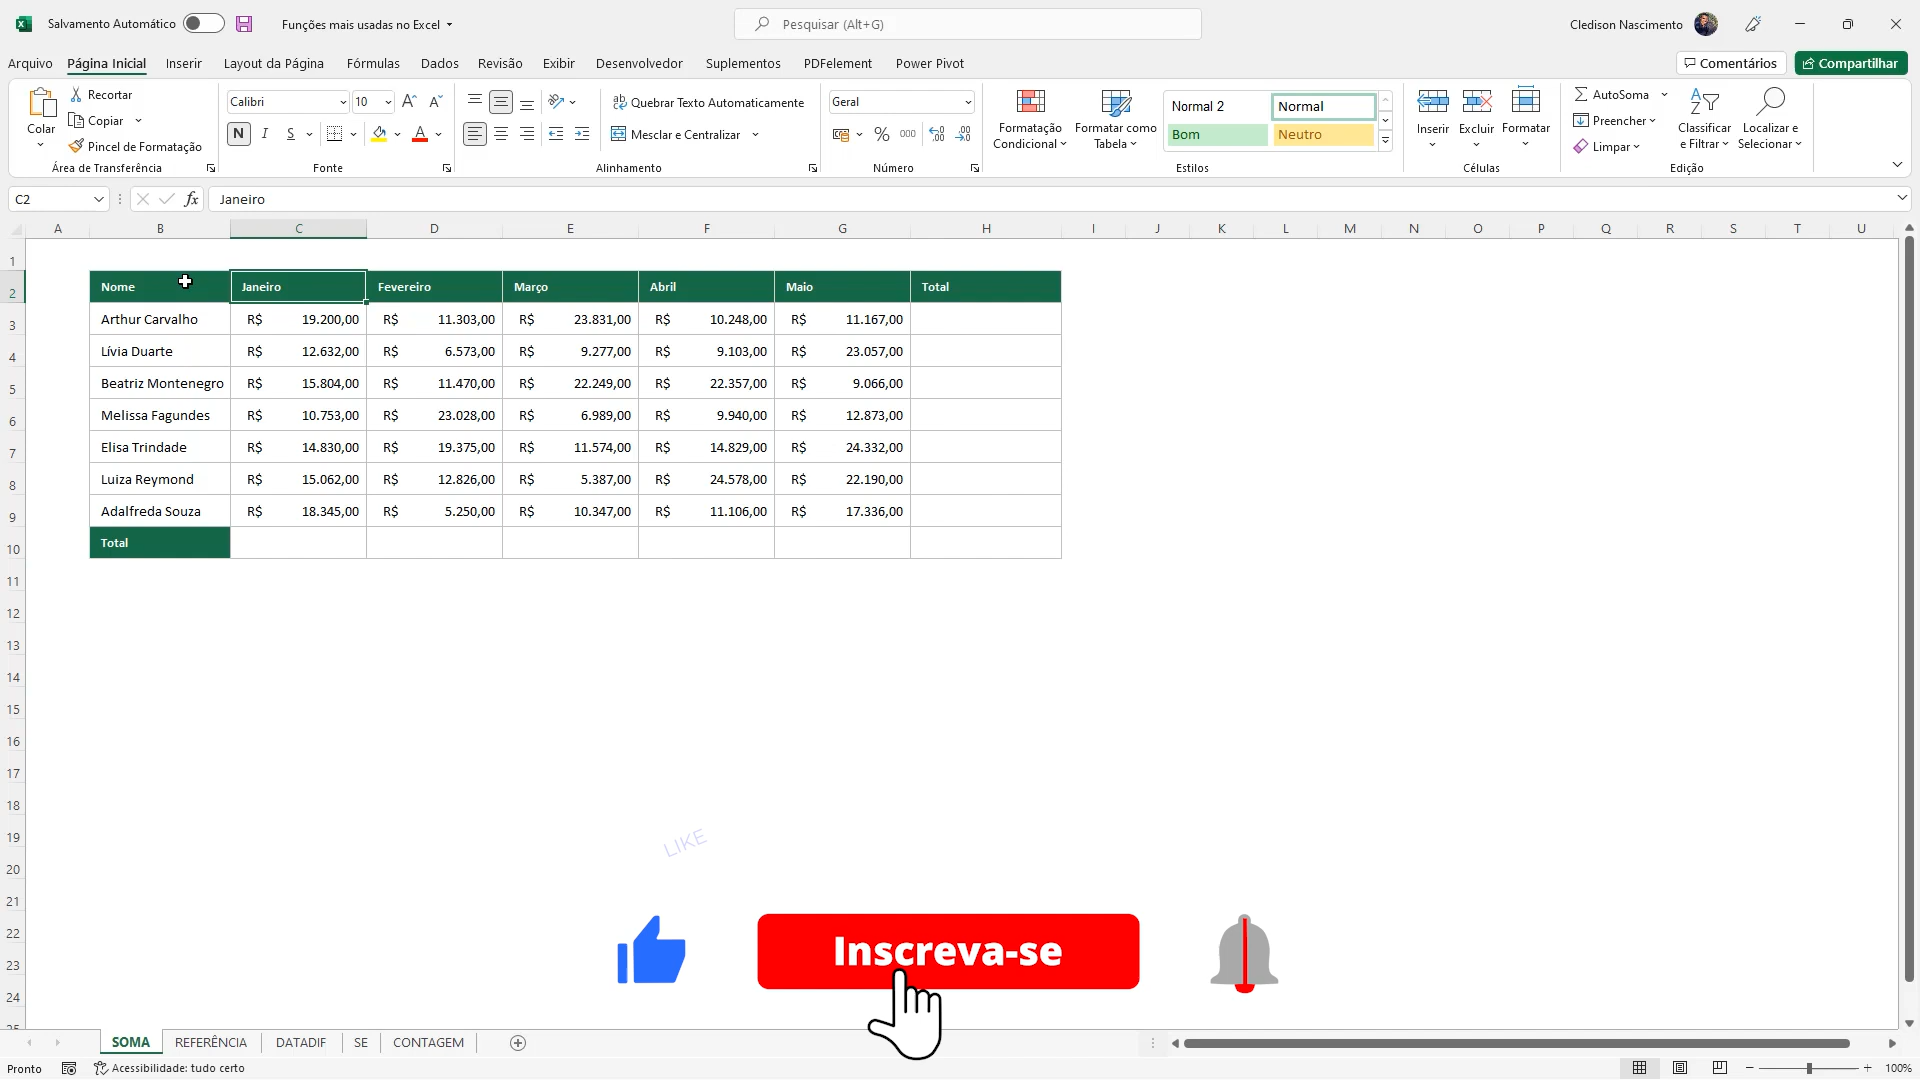 Salvamento Automático
Funções mais usadas no Excel
Pesquisar (Alt+G)
Cledison Nascimento
Arquivo Página Inicial Inserir Layout da Página Fórmulas Dados Revisão Exibir Desenvolvedor Suplementos PDFelement Power Pivot
Comentários Compartilhar
Colar
Recortar
Copiar
Pincel de Formatação
Área de Transferência
Calibri 10
N I S
Fonte
Quebrar Texto Automaticamente
Mesclar e Centralizar
Alinhamento
Geral
% 000
Número
Formatação Condicional
Formatar como Tabela
Normal 2 Normal
Bom Neutro
Estilos
Inserir Excluir Formatar
Células
AutoSoma
Preencher
Limpar
Classificar e Filtrar
Localizar e Selecionar
Edição
C2 fx Janeiro
A B C D E F G H I J K L M N O P Q R S T U
1
2 Nome Janeiro Fevereiro Março Abril Maio Total
3 Arthur Carvalho R$ 19.200,00 R$ 11.303,00 R$ 23.831,00 R$ 10.248,00 R$ 11.167,00
4 Lívia Duarte R$ 12.632,00 R$ 6.573,00 R$ 9.277,00 R$ 9.103,00 R$ 23.057,00
5 Beatriz Montenegro R$ 15.804,00 R$ 11.470,00 R$ 22.249,00 R$ 22.357,00 R$ 9.066,00
6 Melissa Fagundes R$ 10.753,00 R$ 23.028,00 R$ 6.989,00 R$ 9.940,00 R$ 12.873,00
7 Elisa Trindade R$ 14.830,00 R$ 19.375,00 R$ 11.574,00 R$ 14.829,00 R$ 24.332,00
8 Luiza Reymond R$ 15.062,00 R$ 12.826,00 R$ 5.387,00 R$ 24.578,00 R$ 22.190,00
9 Adalfreda Souza R$ 18.345,00 R$ 5.250,00 R$ 10.347,00 R$ 11.106,00 R$ 17.336,00
10 Total
11
12
13
14
15
16
17
18
19
LIKE
20
21
22
Inscreva-se
23
24
25
SOMA REFERÊNCIA DATADIF SE CONTAGEM
Pronto Acessibilidade: tudo certo 100%